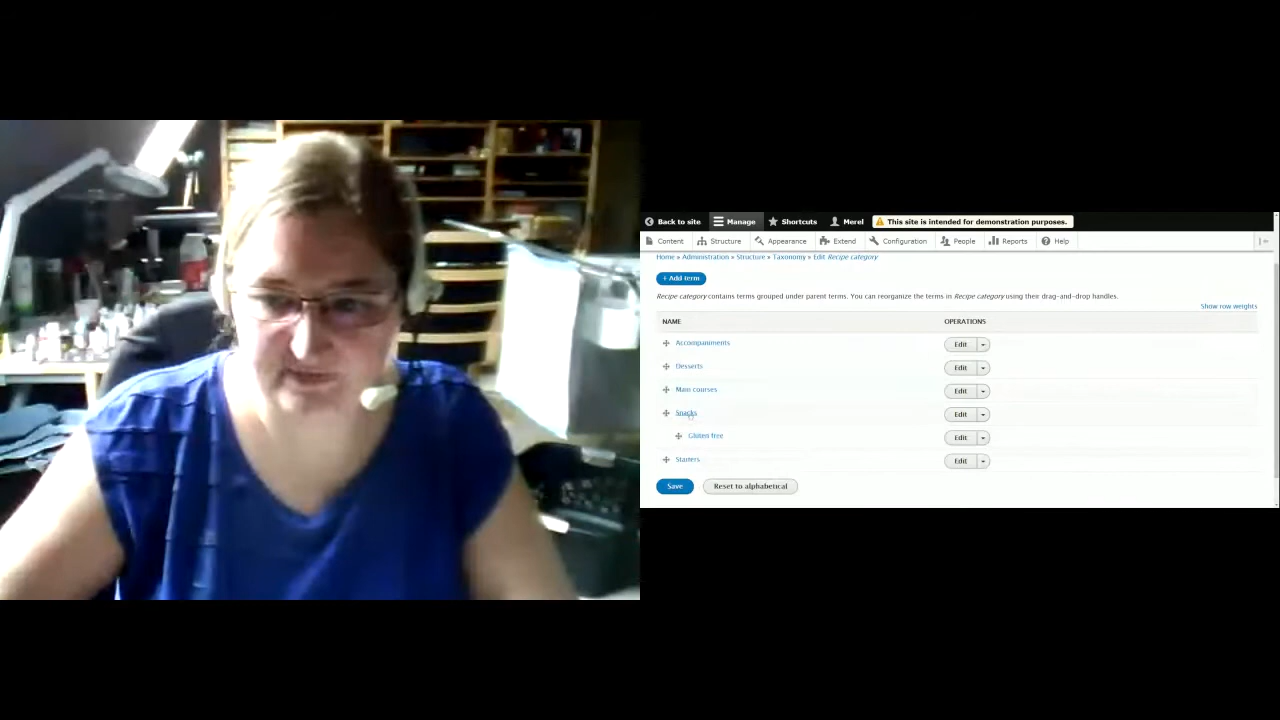 Back to site Manage Shortcuts Merel This site is intended for demonstration purposes.
Content Structure Appearance Extend Configuration People Reports Help
Home » Administration » Structure » Taxonomy » Edit Recipe category
+ Add term
Recipe category contains terms grouped under parent terms. You can reorganize the terms in Recipe category using their drag-and-drop handles.
Show row weights
NAME OPERATIONS
Accompaniments Edit
Desserts Edit
Main courses Edit
Snacks Edit
Gluten free Edit
Starters Edit
Save Reset to alphabetical